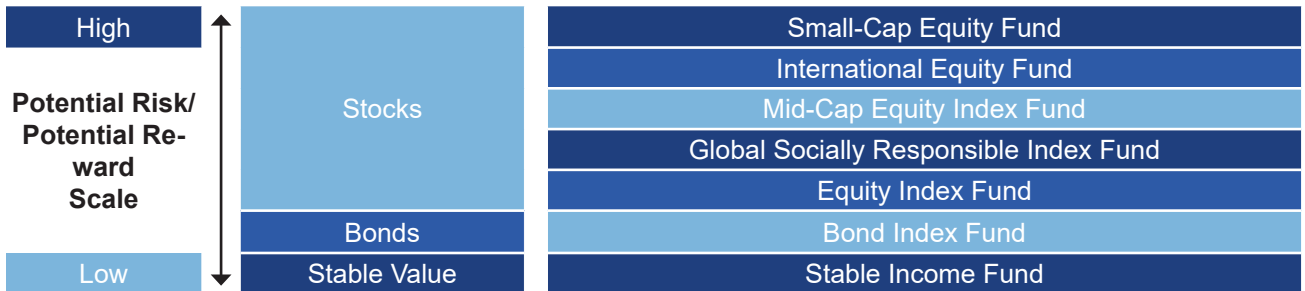 High
Potential Risk/
Potential Re-
ward
Scale
Low
Stocks
Bonds
Stable Value
Small-Cap Equity Fund
International Equity Fund
Mid-Cap Equity Index Fund
Global Socially Responsible Index Fund
Equity Index Fund
Bond Index Fund
Stable Income Fund